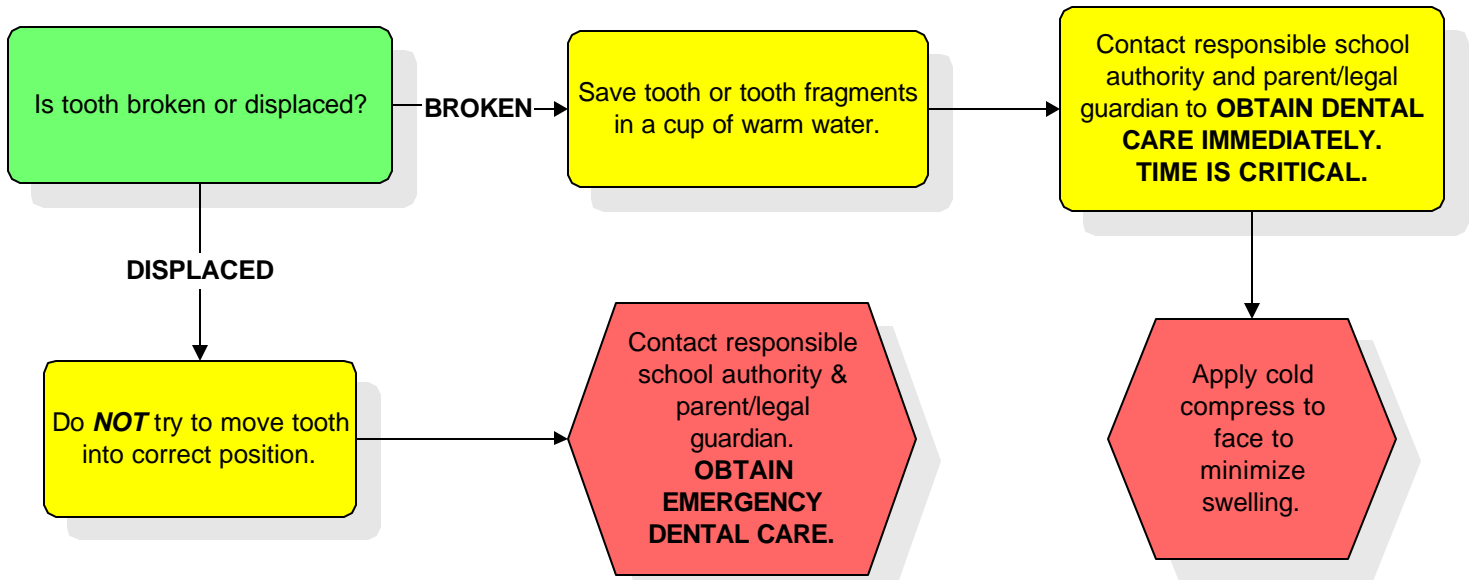 Is tooth broken or displaced?
BROKEN
Save tooth or tooth fragments
in a cup of warm water.
Contact responsible school
authority and parent/legal
guardian to OBTAIN DENTAL
CARE IMMEDIATELY.
TIME IS CRITICAL.
DISPLACED
Do NOT try to move tooth
into correct position.
Contact responsible
school authority &
parent/legal
guardian.
OBTAIN
EMERGENCY
DENTAL CARE.
Apply cold
compress to
face to
minimize
swelling.